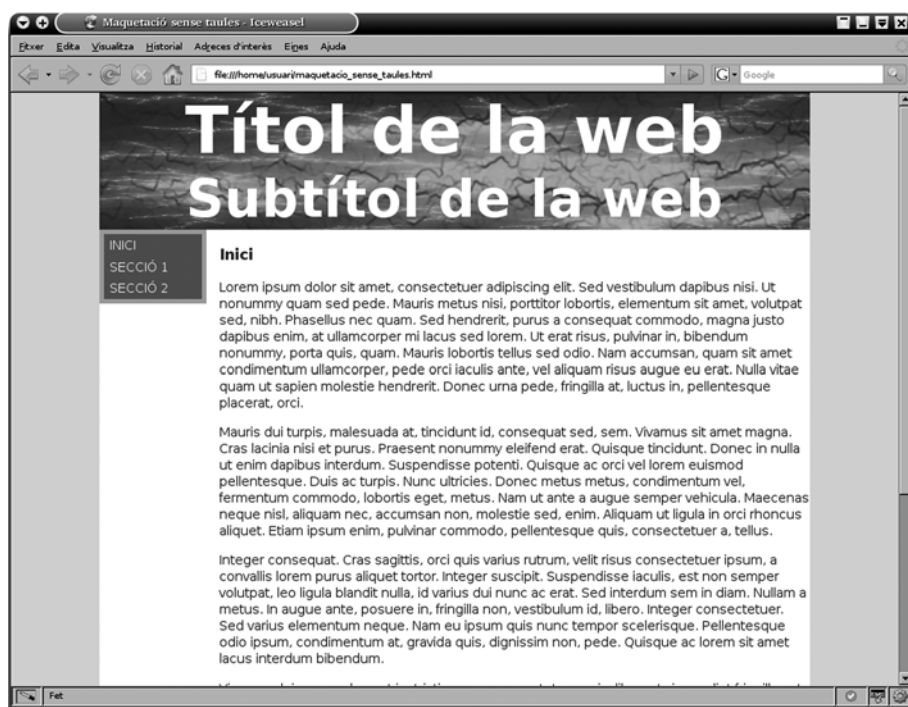 Maquetació sense taules - Iceweasel
Fitxer Edita Visualitza Historial Adreces d'interès Eines Ajuda
file:///home/usuari/maquetacio_sense_taules.html
G Google
Títol de la web
Subtítol de la web
INICI
SECCIÓ 1
SECCIÓ 2
Inici
Lorem ipsum dolor sit amet, consectetuer adipiscing elit. Sed vestibulum dapibus nisi. Ut
nonummy quam sed pede. Mauris metus nisi, porttitor lobortis, elementum sit amet, volutpat
sed, nibh. Phasellus nec quam. Sed hendrerit, purus a consequat commodo, magna justo
dapibus enim, at ullamcorper mi lacus sed lorem. Ut erat risus, pulvinar in, bibendum
nonummy, porta quis, quam. Mauris lobortis tellus sed odio. Nam accumsan, quam sit amet
condimentum ullamcorper, pede orci iaculis ante, vel aliquam risus augue eu erat. Nulla vitae
quam ut sapien molestie hendrerit. Donec urna pede, fringilla at, luctus in, pellentesque
placerat, orci.
Mauris dui turpis, malesuada at, tincidunt id, consequat sed, sem. Vivamus sit amet magna.
Cras lacinia nisi et purus. Praesent nonummy eleifend erat. Quisque tincidunt. Donec in nulla
ut enim dapibus interdum. Suspendisse potenti. Quisque ac orci vel lorem euismod
pellentesque. Duis ac turpis. Nunc ultricies. Donec metus metus, condimentum vel,
fermentum commodo, lobortis eget, metus. Nam ut ante a augue semper vehicula. Maecenas
neque nisl, aliquam nec, accumsan non, molestie sed, enim. Aliquam ut ligula in orci rhoncus
aliquet. Etiam ipsum enim, pulvinar commodo, pellentesque quis, consectetuer a, tellus.
Integer consequat. Cras sagittis, orci quis varius rutrum, velit risus consectetuer ipsum, a
convallis lorem purus aliquet tortor. Integer suscipit. Suspendisse iaculis, est non semper
volutpat, leo ligula blandit nulla, id varius dui nunc ac erat. Sed interdum sem in diam. Nullam a
metus. In augue ante, posuere in, fringilla non, vestibulum id, libero. Integer consectetuer.
Sed varius elementum neque. Nam eu ipsum quis nunc tempor scelerisque. Pellentesque
odio ipsum, condimentum at, gravida quis, dignissim non, pede. Quisque ac lorem sit amet
lacus interdum bibendum.
Fet